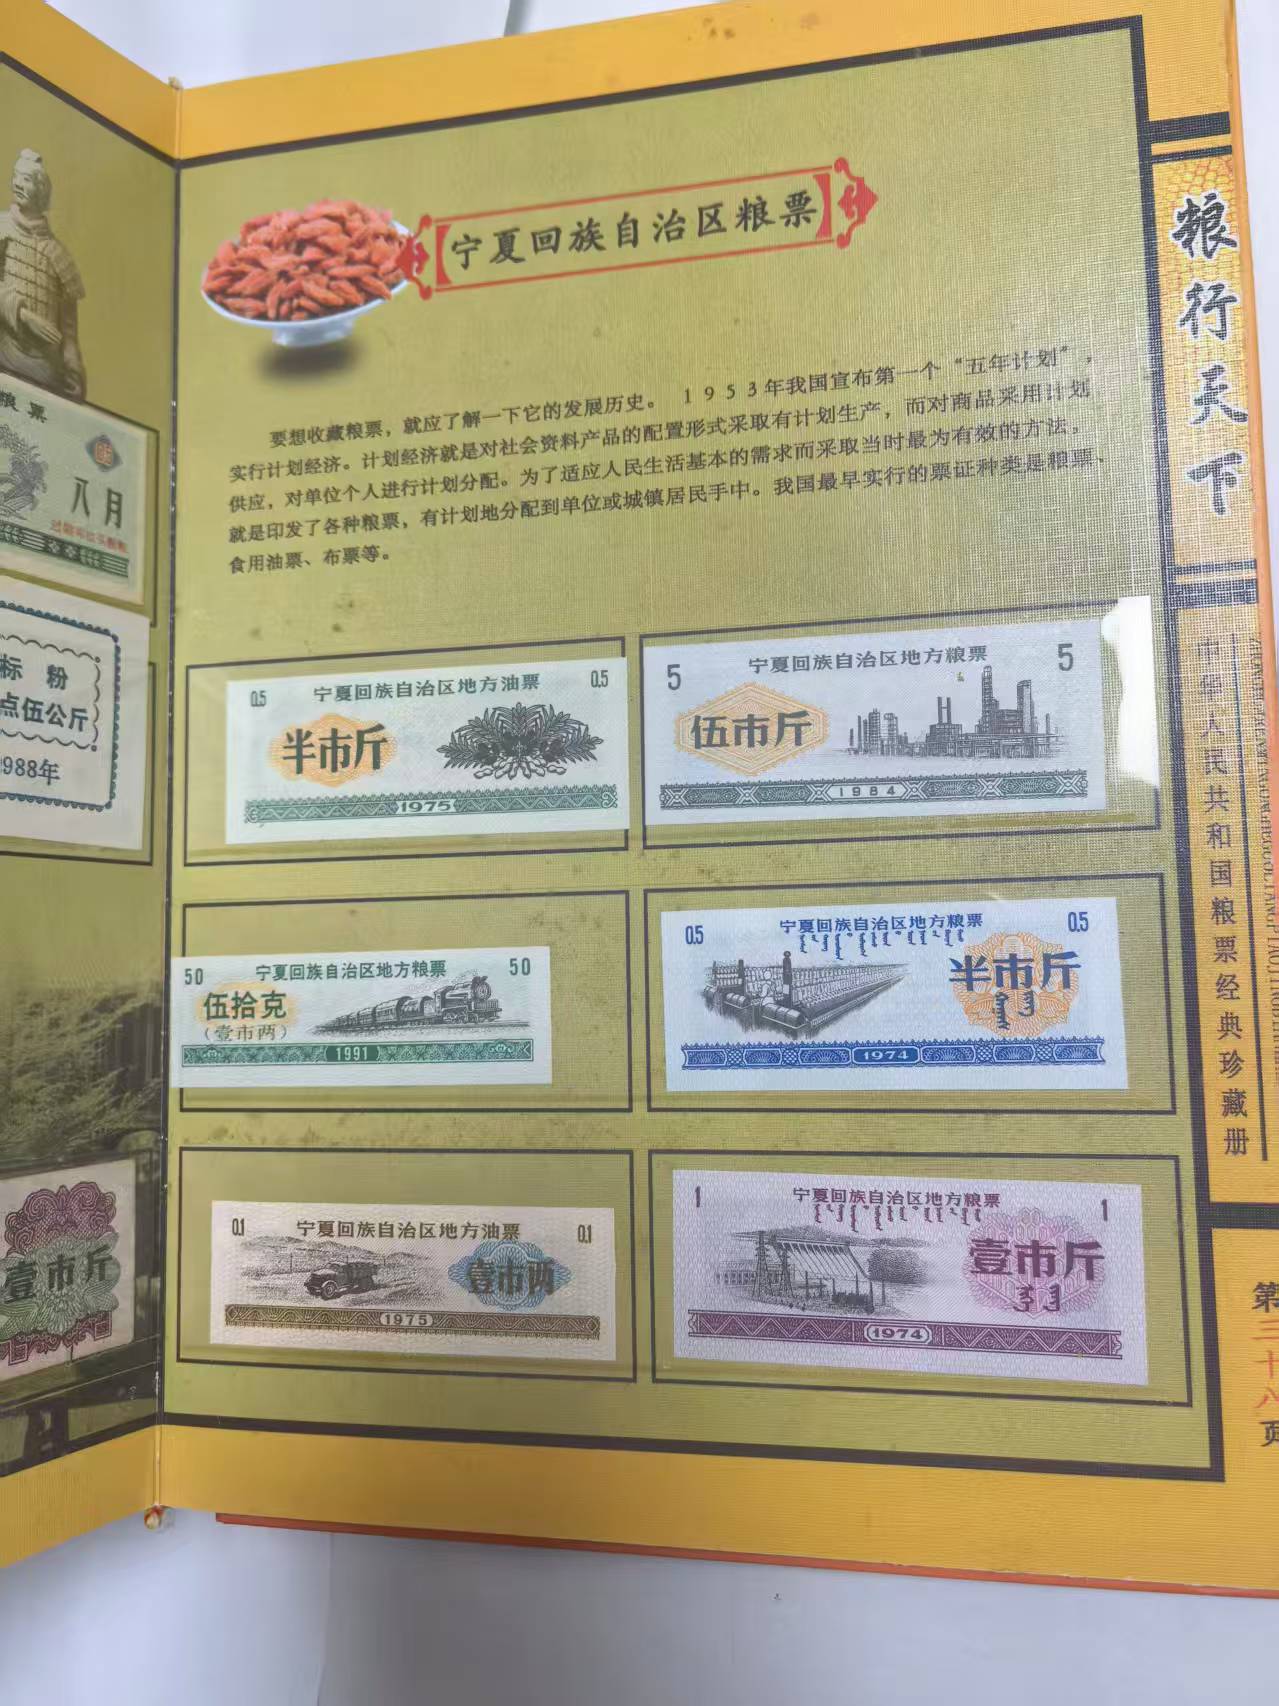 粮票
八月
标 粉
点伍公斤
1988年
壹市斤
宁夏回族自治区粮票
要想收藏粮票，就应了解一下它的发展历史。 1953年我国宣布第一个“五年计划”，
实行计划经济。计划经济就是对社会资料产品的配置形式采取有计划生产，而对商品采用计划
供应，对单位个人进行计划分配。为了适应人民生活基本的需求而采取当时最为有效的方法，
就是印发了各种粮票，有计划地分配到单位或城镇居民手中。我国最早实行的票证种类是粮票、
食用油票、布票等。
0.5 宁夏回族自治区地方油票 0.5
半市斤
1975
5 宁夏回族自治区地方粮票 5
伍市斤
1984
50 宁夏回族自治区地方粮票 50
伍拾克
（壹市两）
1991
0.5 宁夏回族自治区地方粮票 0.5
半市斤
1974
0.1 宁夏回族自治区地方油票 0.1
壹市两
1975
1 宁夏回族自治区地方粮票 1
壹市斤
1974
粮行天下
中华人民共和国粮票经典珍藏册
第三十八页